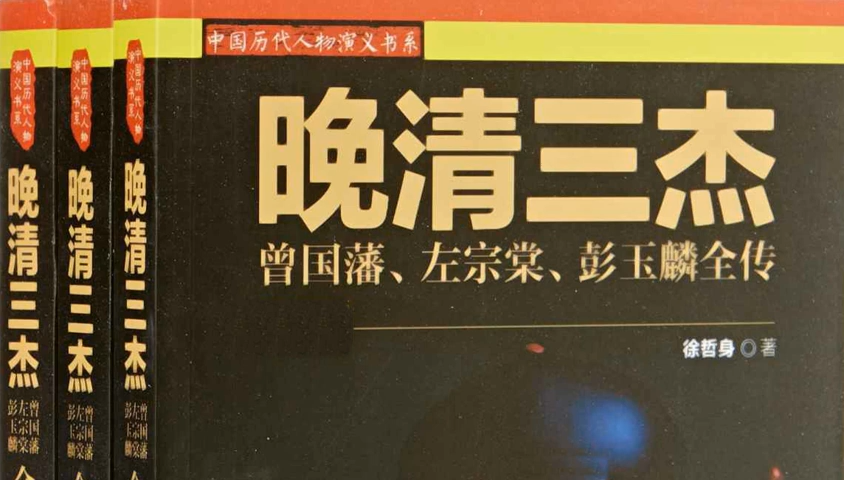 中国历代人物演义书系
晚清三杰
曾国藩、左宗棠、彭玉麟全传
徐哲身 ◎ 著
中国历代人物
演义书系
晚清三杰
曾国藩
左宗棠
彭玉麟
全
中国历代人物
演义书系
晚清三杰
曾国藩
左宗棠
彭玉麟
中国历代人物
演义书系
晚清三杰
曾国藩
左宗棠
彭玉麟